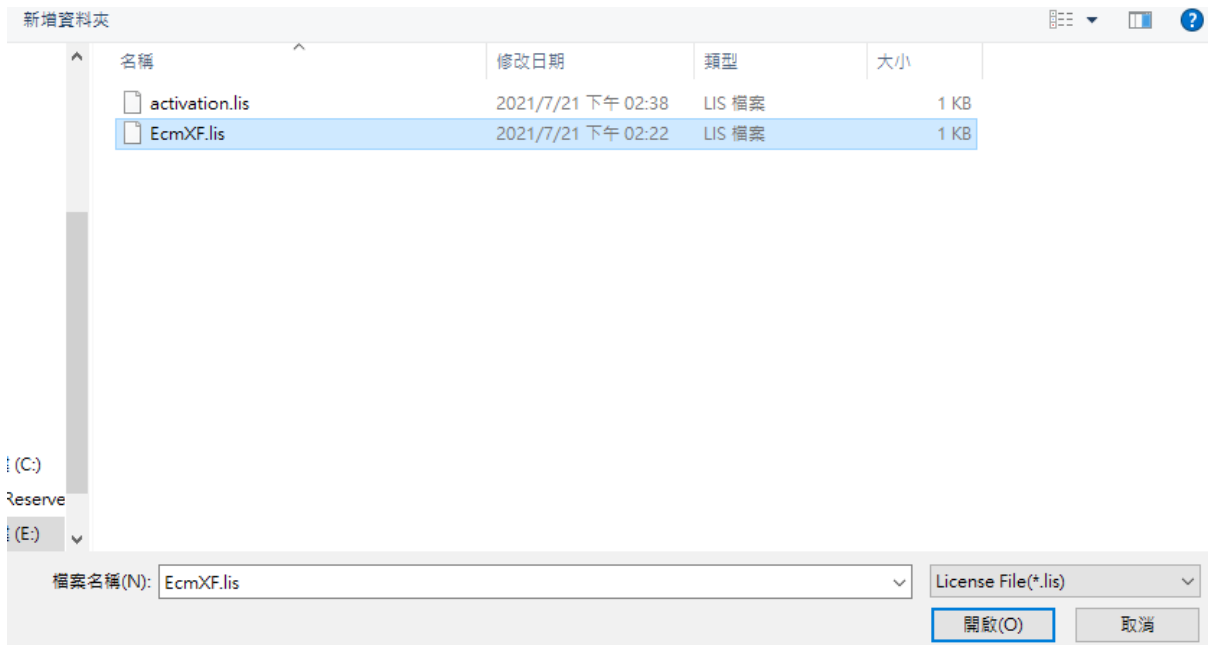 新增資料夾
名稱 修改日期 類型 大小
activation.lis 2021/7/21 下午 02:38 LIS 檔案 1 KB
EcmXF.lis 2021/7/21 下午 02:22 LIS 檔案 1 KB
(C:)
Reserve
(E:)
檔案名稱(N): EcmXF.lis License File(*.lis)
開啟(O) 取消